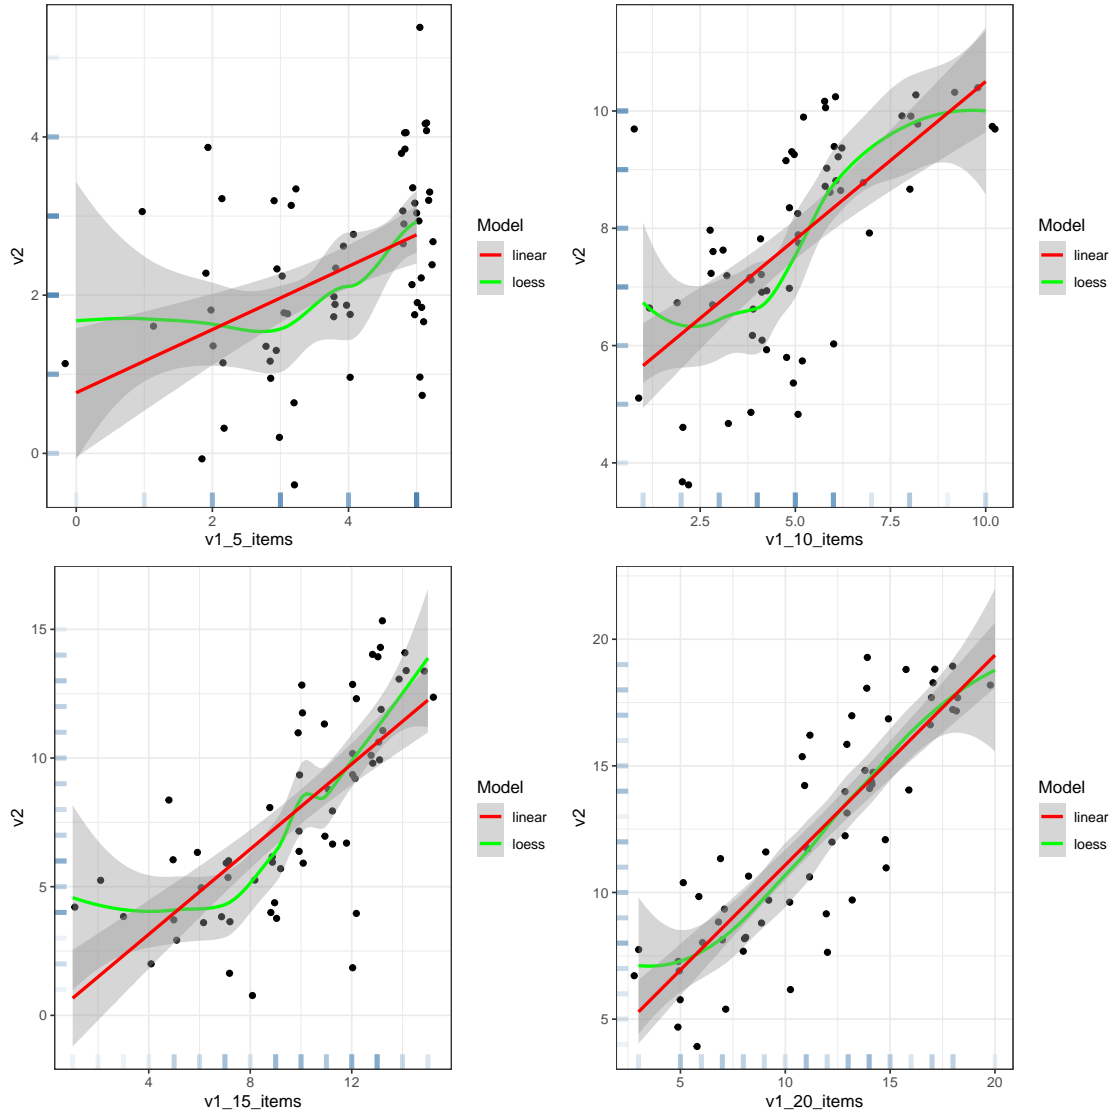 v2
4
2
0
0
2
4
v1_5_items
Model
linear
loess
v2
10
8
6
4
2.5
5.0
7.5
10.0
v1_10_items
Model
linear
loess
v2
15
10
5
0
4
8
12
v1_15_items
Model
linear
loess
v2
20
15
10
5
5
10
15
20
v1_20_items
Model
linear
loess